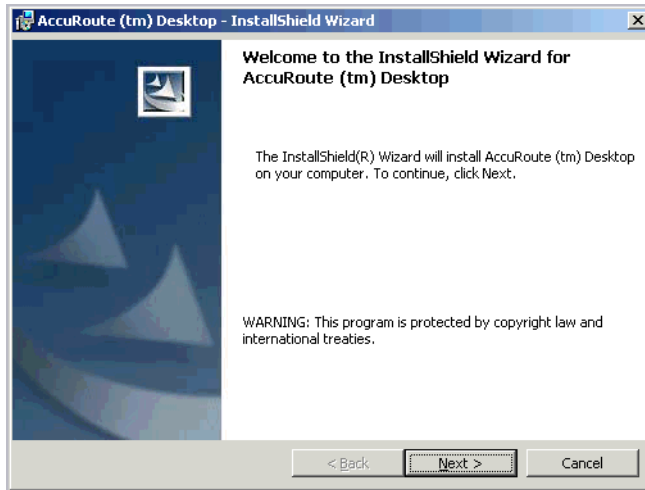 AccuRoute (tm) Desktop - InstallShield Wizard
Welcome to the InstallShield Wizard for
AccuRoute (tm) Desktop
The InstallShield(R) Wizard will install AccuRoute (tm) Desktop
on your computer. To continue, click Next.
WARNING: This program is protected by copyright law and
international treaties.
< Back
Next >
Cancel